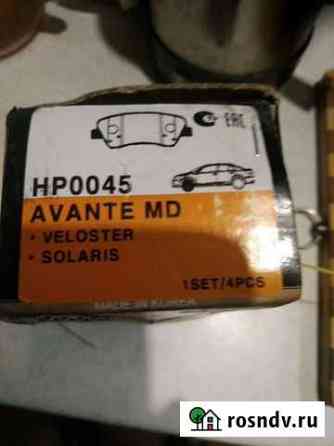 EAC
HP0045
AVANTE MD
• VELOSTER
• SOLARIS
1SET/4PCS
MADE IN KOREA
rosndv.ru